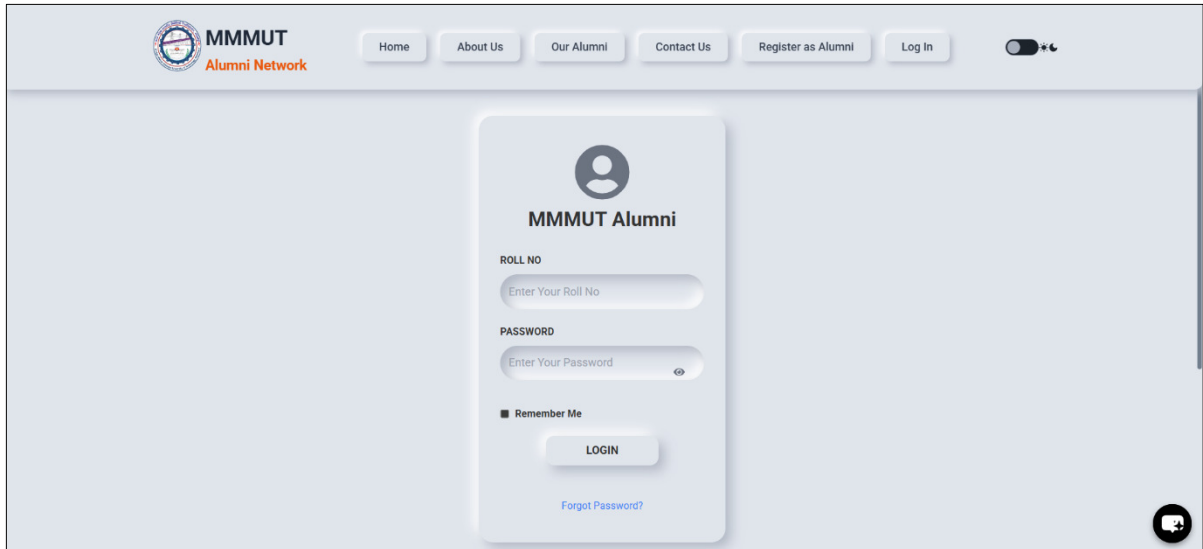 MMMUT
Alumni Network
Home
About Us
Our Alumni
Contact Us
Register as Alumni
Log In
MMMUT Alumni
ROLL NO
Enter Your Roll No
PASSWORD
Enter Your Password
Remember Me
LOGIN
Forgot Password?